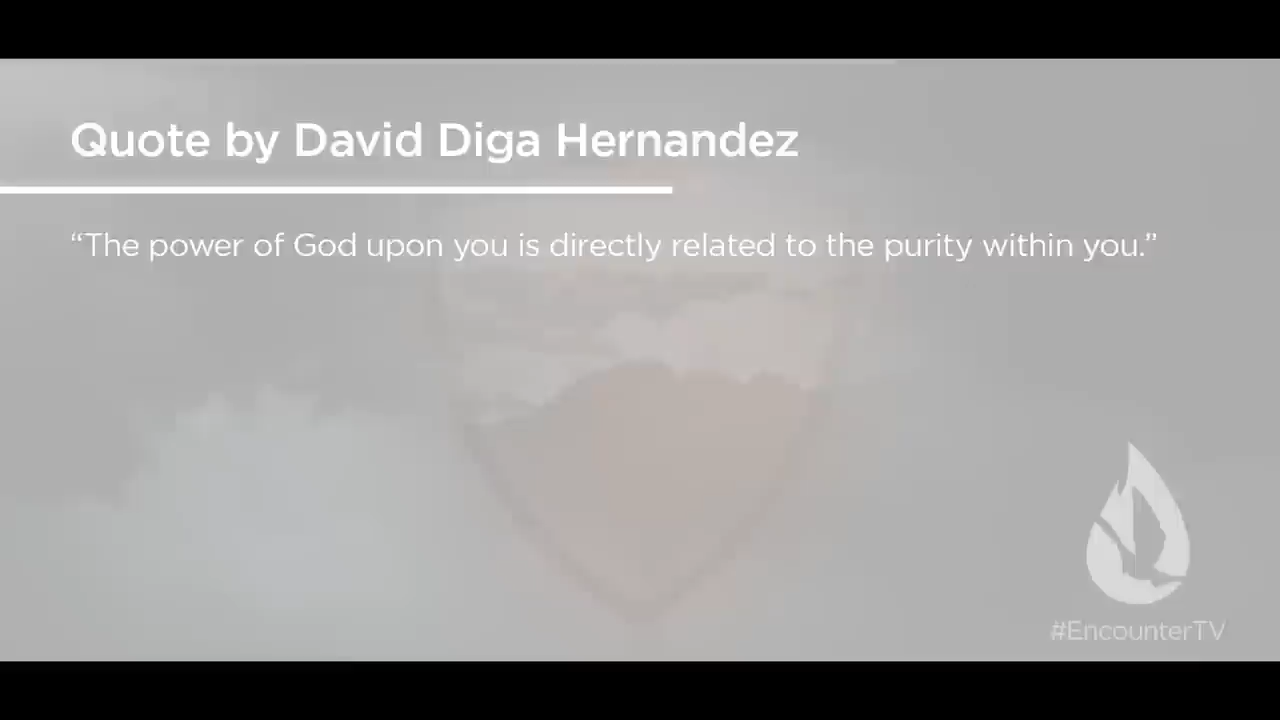 Quote by David Diga Hernandez
“The power of God upon you is directly related to the purity within you.”
#EncounterTV